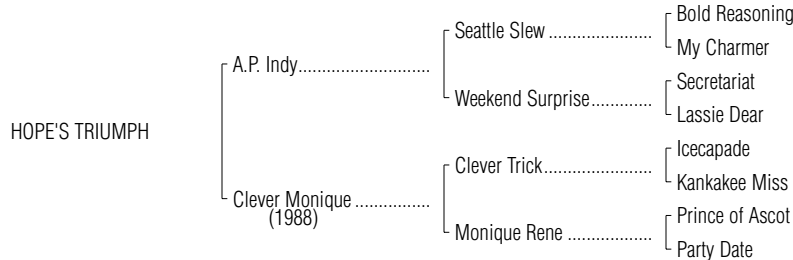 Bold Reasoning
Seattle Slew ......................
My Charmer
A.P. Indy............................
Secretariat
Weekend Surprise.............
Lassie Dear
HOPE'S TRIUMPH
Icecapade
Clever Trick.......................
Kankakee Miss
Clever Monique ................
(1988)
Prince of Ascot
Monique Rene ..................
Party Date